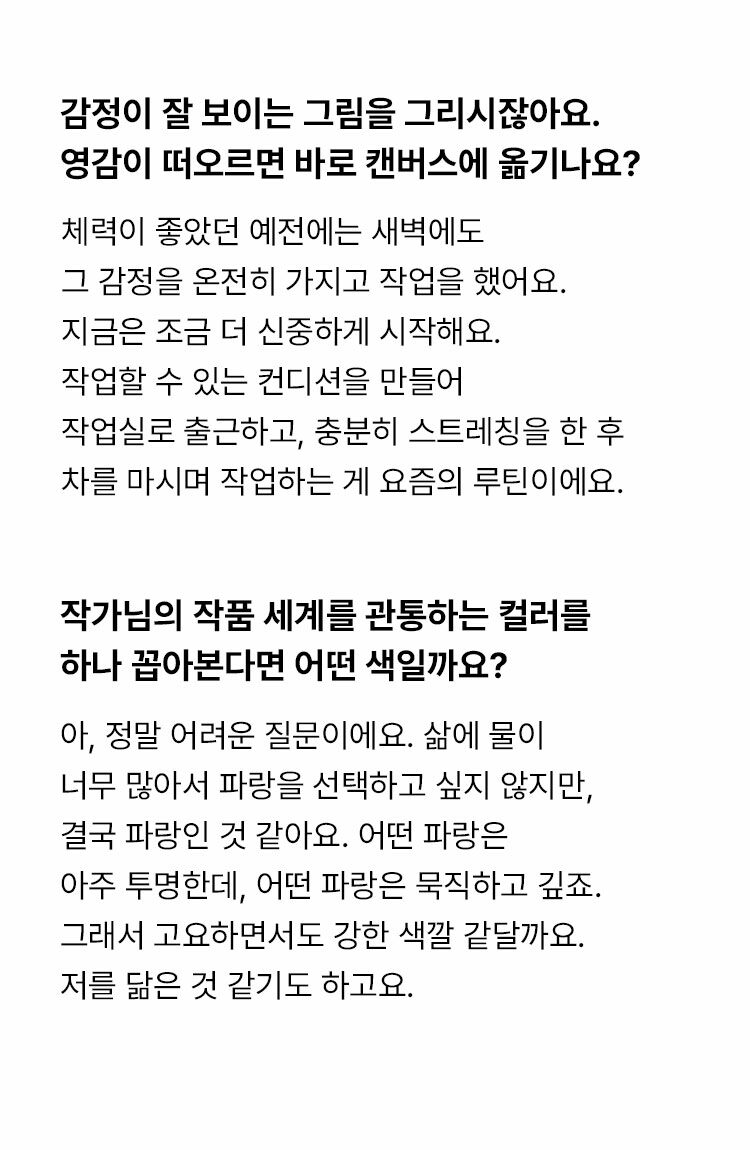 감정이 잘 보이는 그림을 그리시잖아요.
영감이 떠오르면 바로 캔버스에 옮기나요?
체력이 좋았던 예전에는 새벽에도
그 감정을 온전히 가지고 작업을 했어요.
지금은 조금 더 신중하게 시작해요.
작업할 수 있는 컨디션을 만들어
작업실로 출근하고, 충분히 스트레칭을 한 후
차를 마시며 작업하는 게 요즘의 루틴이에요.
작가님의 작품 세계를 관통하는 컬러를
하나 꼽아본다면 어떤 색일까요?
아, 정말 어려운 질문이에요. 삶에 물이
너무 많아서 파랑을 선택하고 싶지 않지만,
결국 파랑인 것 같아요. 어떤 파랑은
아주 투명한데, 어떤 파랑은 묵직하고 깊죠.
그래서 고요하면서도 강한 색깔 같달까요.
저를 닮은 것 같기도 하고요.